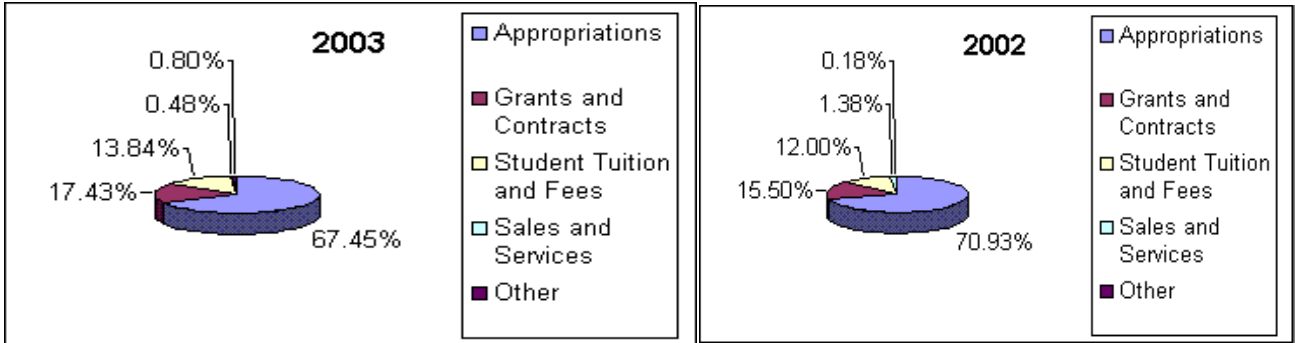 2003
0.80%
0.48%
13.84%
17.43%
67.45%
Appropriations
Grants and
Contracts
Student Tuition
and Fees
Sales and
Services
Other
2002
0.18%
1.38%
12.00%
15.50%
70.93%
Appropriations
Grants and
Contracts
Student Tuition
and Fees
Sales and
Services
Other